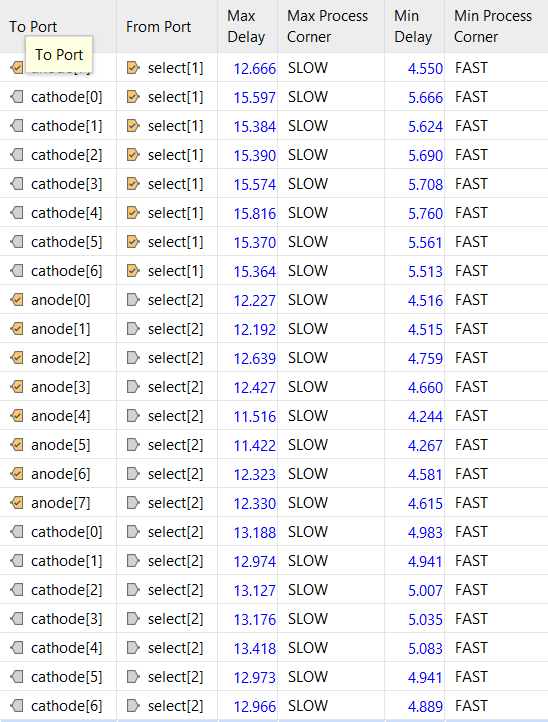 To Port From Port Max Delay Max Process Corner Min Delay Min Process Corner
To Port
select[1] 12.666 SLOW 4.550 FAST
cathode[0] select[1] 15.597 SLOW 5.666 FAST
cathode[1] select[1] 15.384 SLOW 5.624 FAST
cathode[2] select[1] 15.390 SLOW 5.690 FAST
cathode[3] select[1] 15.574 SLOW 5.708 FAST
cathode[4] select[1] 15.816 SLOW 5.760 FAST
cathode[5] select[1] 15.370 SLOW 5.561 FAST
cathode[6] select[1] 15.364 SLOW 5.513 FAST
anode[0] select[2] 12.227 SLOW 4.516 FAST
anode[1] select[2] 12.192 SLOW 4.515 FAST
anode[2] select[2] 12.639 SLOW 4.759 FAST
anode[3] select[2] 12.427 SLOW 4.660 FAST
anode[4] select[2] 11.516 SLOW 4.244 FAST
anode[5] select[2] 11.422 SLOW 4.267 FAST
anode[6] select[2] 12.323 SLOW 4.581 FAST
anode[7] select[2] 12.330 SLOW 4.615 FAST
cathode[0] select[2] 13.188 SLOW 4.983 FAST
cathode[1] select[2] 12.974 SLOW 4.941 FAST
cathode[2] select[2] 13.127 SLOW 5.007 FAST
cathode[3] select[2] 13.176 SLOW 5.035 FAST
cathode[4] select[2] 13.418 SLOW 5.083 FAST
cathode[5] select[2] 12.973 SLOW 4.941 FAST
cathode[6] select[2] 12.966 SLOW 4.889 FAST